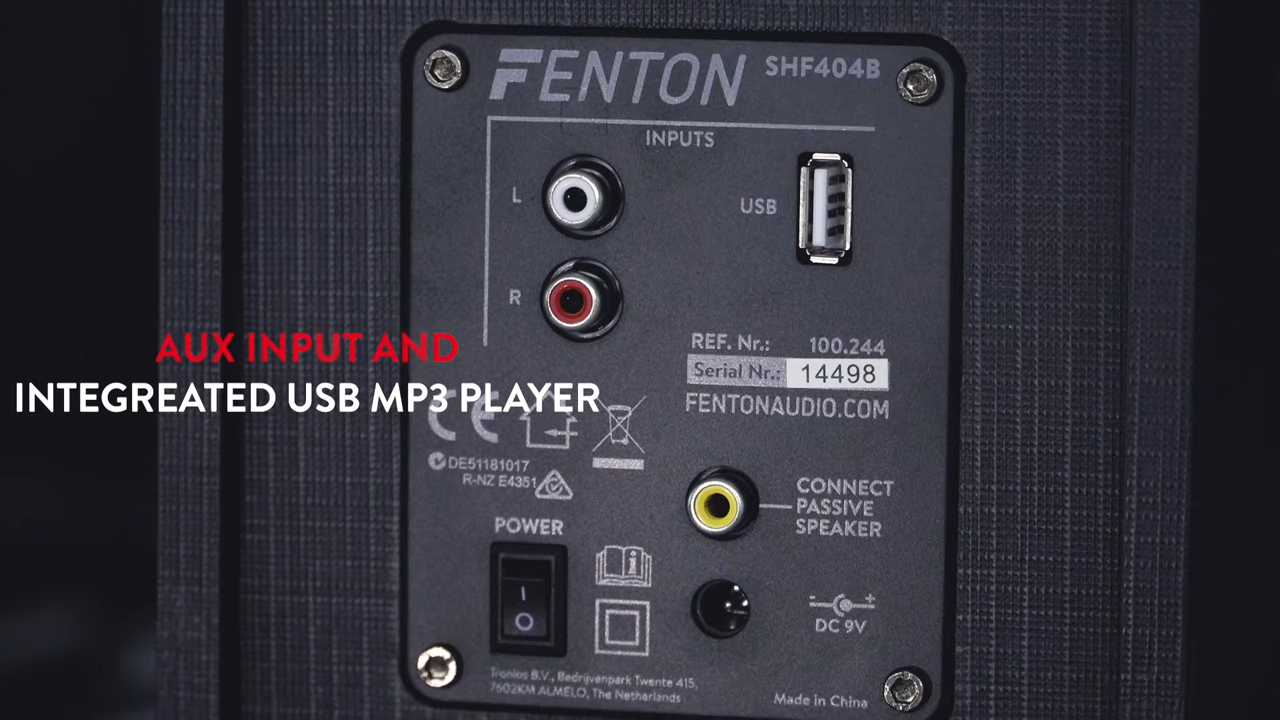 FENTON SHF404B
INPUTS
L
USB
R
REF. Nr.: 100.244
Serial Nr.: 14498
FENTONAUDIO.COM
AUX INPUT AND
INTEGREATED USB MP3 PLAYER
CE
DE51181017
R-NZ E4351
CONNECT
PASSIVE
SPEAKER
POWER
I
O
- +
DC 9V
Tronios B.V., Bedrijvenpark Twente 415,
7602KM ALMELO, The Netherlands
Made in China